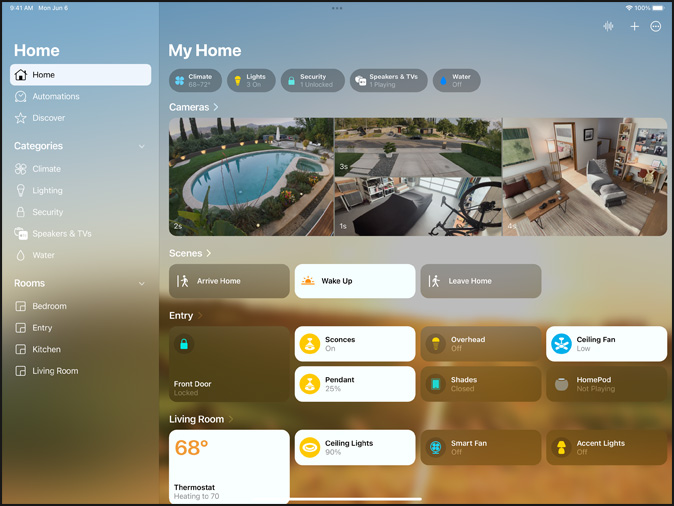 9:41 AM Mon Jun 6
100%
Home
Home
Automations
Discover
Categories
Climate
Lighting
Security
Speakers & TVs
Water
Rooms
Bedroom
Entry
Kitchen
Living Room
My Home
Climate
68–72°
Lights
3 On
Security
1 Unlocked
Speakers & TVs
1 Playing
Water
Off
Cameras
2s
3s
1s
4s
Scenes
Arrive Home
Wake Up
Leave Home
Entry
Front Door
Locked
Sconces
On
Overhead
Off
Ceiling Fan
Low
Pendant
25%
Shades
Closed
HomePod
Not Playing
Living Room
68°
Thermostat
Heating to 70
Ceiling Lights
90%
Smart Fan
Off
Accent Lights
Off